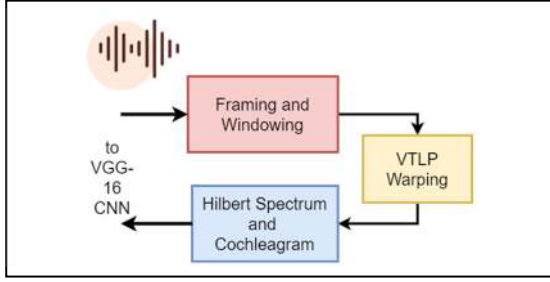 Framing and
Windowing
VTLP
Warping
to
VGG-
16
CNN
Hilbert Spectrum
and
Cochleagram